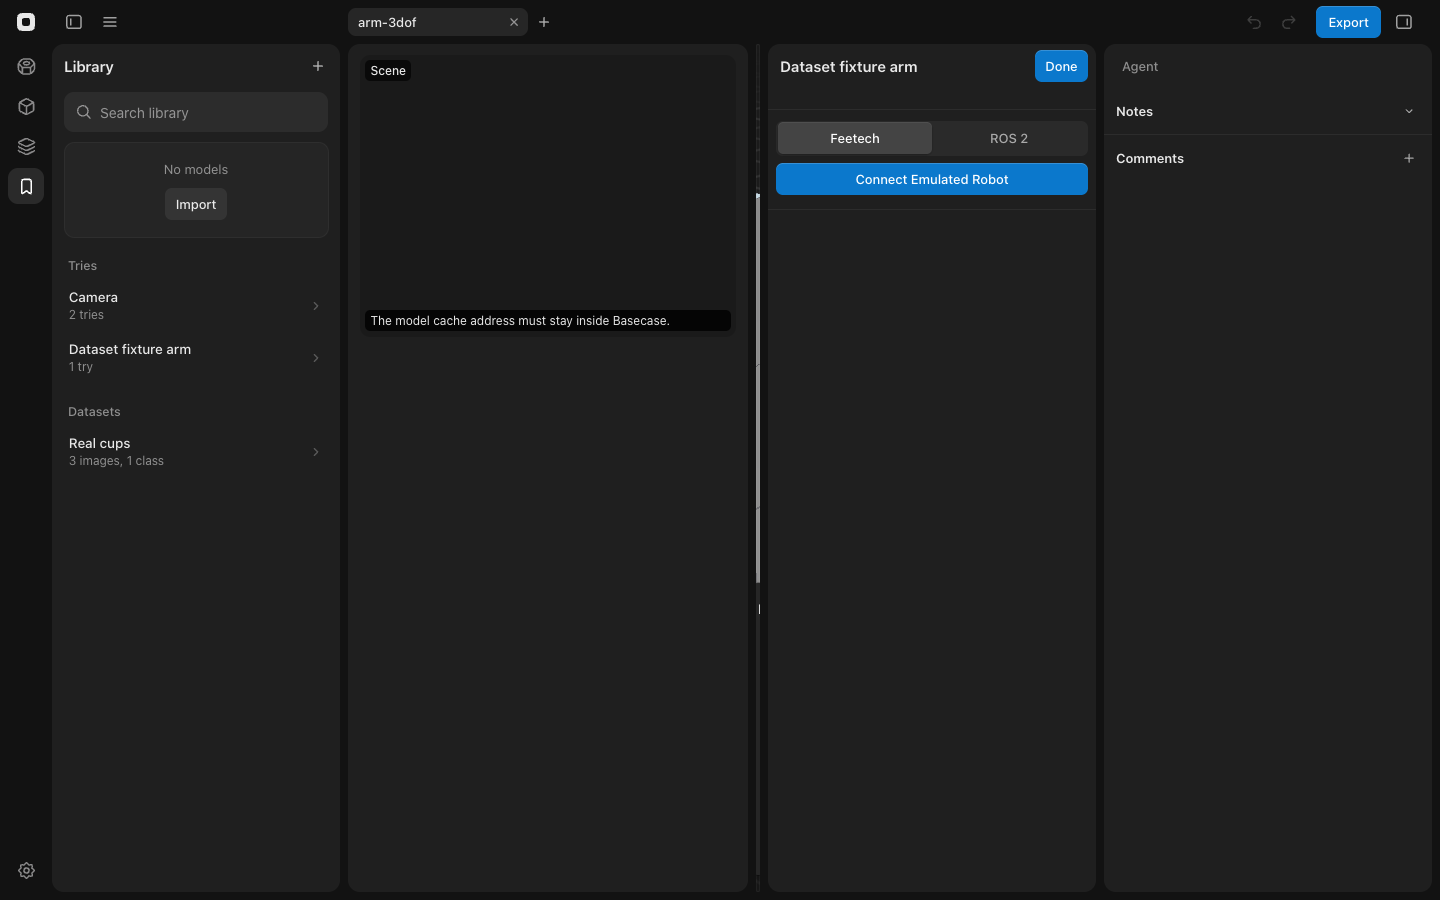 arm-3dof
Export
Library
Search library
No models
Import
Tries
Camera
2 tries
Dataset fixture arm
1 try
Datasets
Real cups
3 images, 1 class
Scene
The model cache address must stay inside Basecase.
Dataset fixture arm
Done
Feetech
ROS 2
Connect Emulated Robot
Agent
Notes
Comments